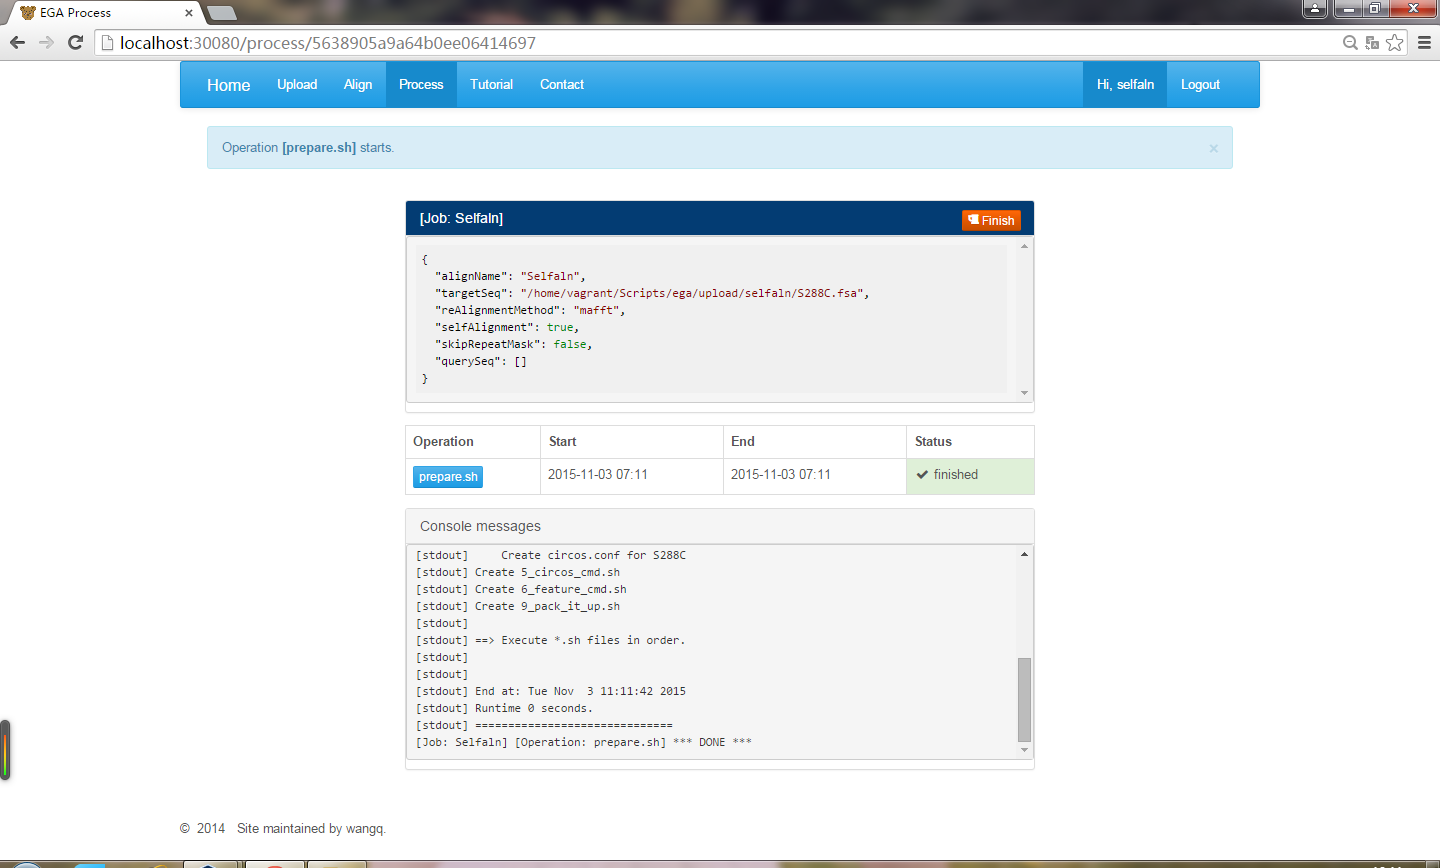 EGA Process
localhost:30080/process/5638905a9a64b0ee06414697
Home Upload Align Process Tutorial Contact Hi, selfaln Logout
Operation [prepare.sh] starts. ×
[Job: Selfaln] Finish
{
"alignName": "Selfaln",
"targetSeq": "/home/vagrant/Scripts/ega/upload/selfaln/S288C.fsa",
"reAlignmentMethod": "mafft",
"selfAlignment": true,
"skipRepeatMask": false,
"querySeq": []
}
Operation Start End Status
prepare.sh 2015-11-03 07:11 2015-11-03 07:11 finished
Console messages
[stdout]     Create circos.conf for S288C
[stdout] Create 5_circos_cmd.sh
[stdout] Create 6_feature_cmd.sh
[stdout] Create 9_pack_it_up.sh
[stdout]
[stdout] ==> Execute *.sh files in order.
[stdout]
[stdout]
[stdout] End at: Tue Nov  3 11:11:42 2015
[stdout] Runtime 0 seconds.
[stdout] ==============================
[Job: Selfaln] [Operation: prepare.sh] *** DONE ***
© 2014 Site maintained by wangq.